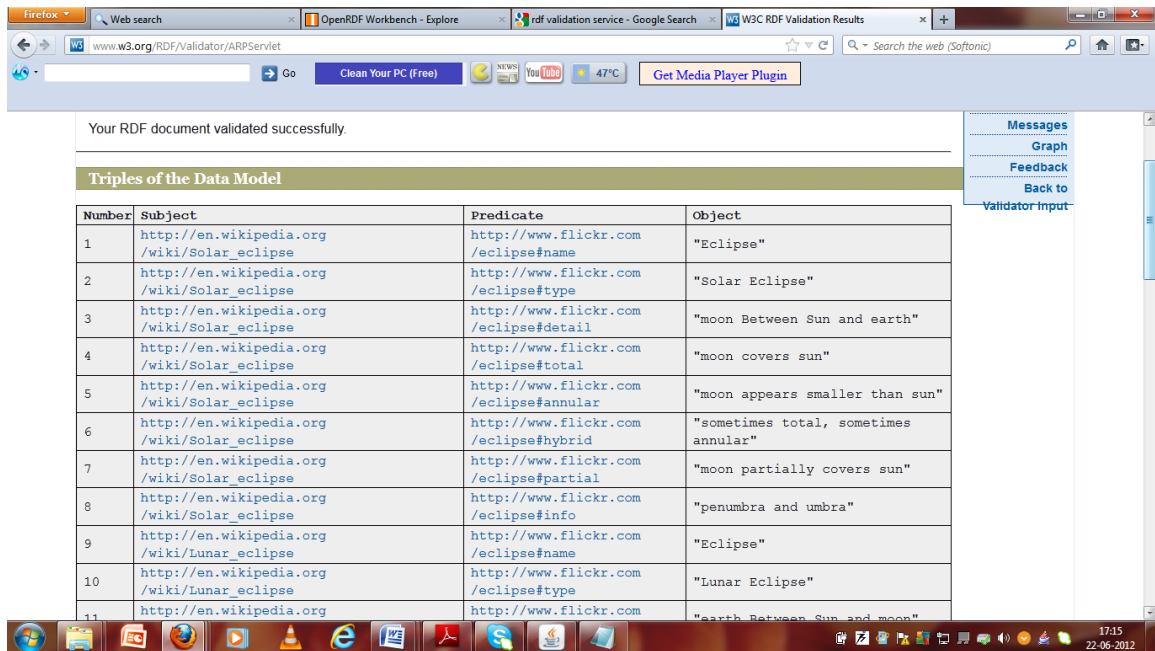 Firefox
Web search
OpenRDF Workbench - Explore
rdf validation service - Google Search
W3C RDF Validation Results
www.w3.org/RDF/Validator/ARPServlet
Search the web (Softonic)
Go
Clean Your PC (Free)
NEWS
You Tube
47°C
Get Media Player Plugin
Your RDF document validated successfully.
Messages
Graph
Feedback
Back to
Validator Input
Triples of the Data Model
Number Subject Predicate Object
1 http://en.wikipedia.org http://www.flickr.com "Eclipse"
/wiki/Solar_eclipse /eclipse#name
2 http://en.wikipedia.org http://www.flickr.com "Solar Eclipse"
/wiki/Solar_eclipse /eclipse#type
3 http://en.wikipedia.org http://www.flickr.com "moon Between Sun and earth"
/wiki/Solar_eclipse /eclipse#detail
4 http://en.wikipedia.org http://www.flickr.com "moon covers sun"
/wiki/Solar_eclipse /eclipse#total
5 http://en.wikipedia.org http://www.flickr.com "moon appears smaller than sun"
/wiki/Solar_eclipse /eclipse#annular
6 http://en.wikipedia.org http://www.flickr.com "sometimes total, sometimes
/wiki/Solar_eclipse /eclipse#hybrid annular"
7 http://en.wikipedia.org http://www.flickr.com "moon partially covers sun"
/wiki/Solar_eclipse /eclipse#partial
8 http://en.wikipedia.org http://www.flickr.com "penumbra and umbra"
/wiki/Solar_eclipse /eclipse#info
9 http://en.wikipedia.org http://www.flickr.com "Eclipse"
/wiki/Lunar_eclipse /eclipse#name
10 http://en.wikipedia.org http://www.flickr.com "Lunar Eclipse"
/wiki/Lunar_eclipse /eclipse#type
11 http://en.wikipedia.org http://www.flickr.com "earth Between Sun and moon"
17:15
22-06-2012